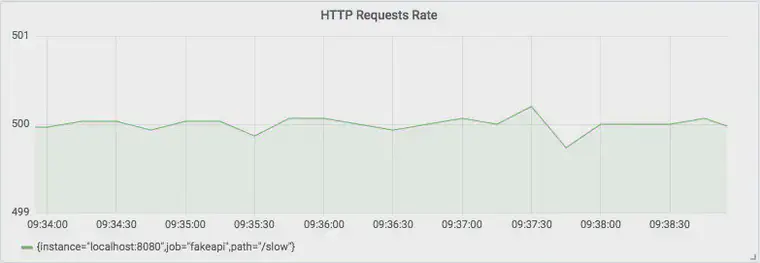 HTTP Requests Rate
501
500
499
09:34:00 09:34:30 09:35:00 09:35:30 09:36:00 09:36:30 09:37:00 09:37:30 09:38:00 09:38:30
{instance="localhost:8080",job="fakeapi",path="/slow"}